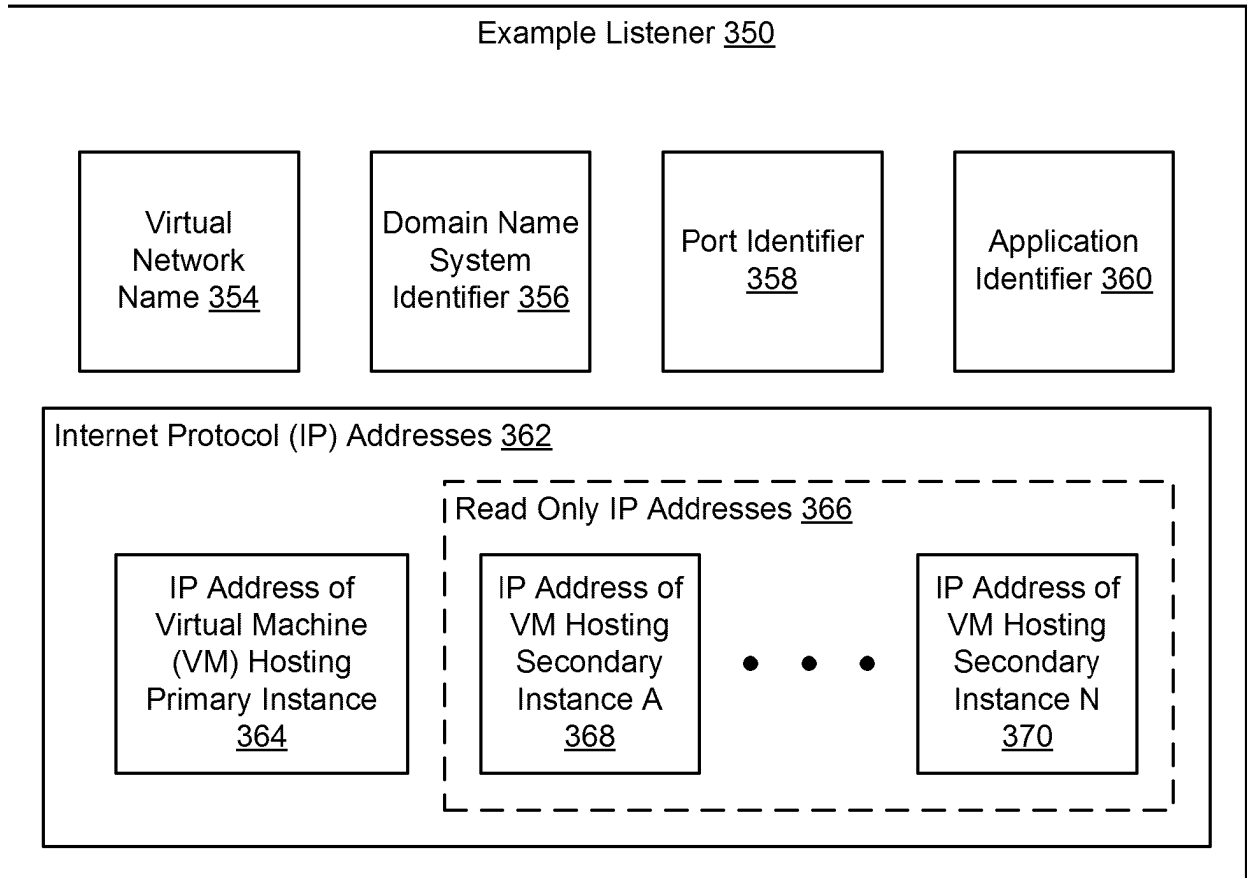 Example Listener 350
Virtual
Network
Name 354
Domain Name
System
Identifier 356
Port Identifier
358
Application
Identifier 360
Internet Protocol (IP) Addresses 362
Read Only IP Addresses 366
IP Address of
Virtual Machine
(VM) Hosting
Primary Instance
364
IP Address of
VM Hosting
Secondary
Instance A
368
IP Address of
VM Hosting
Secondary
Instance N
370